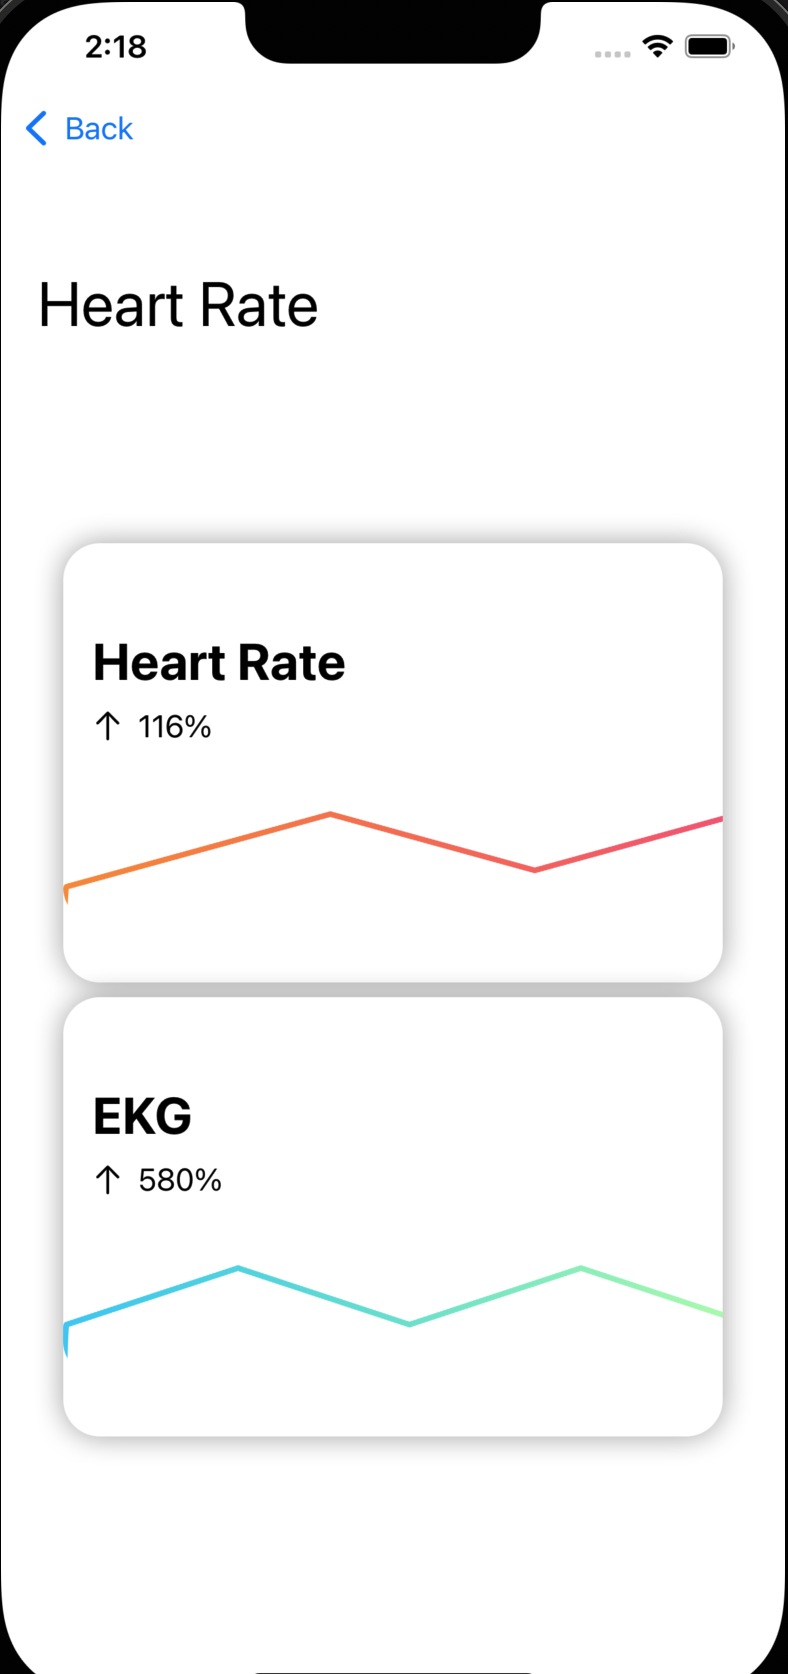 2:18
Back
Heart Rate
Heart Rate
↑ 116%
EKG
↑ 580%